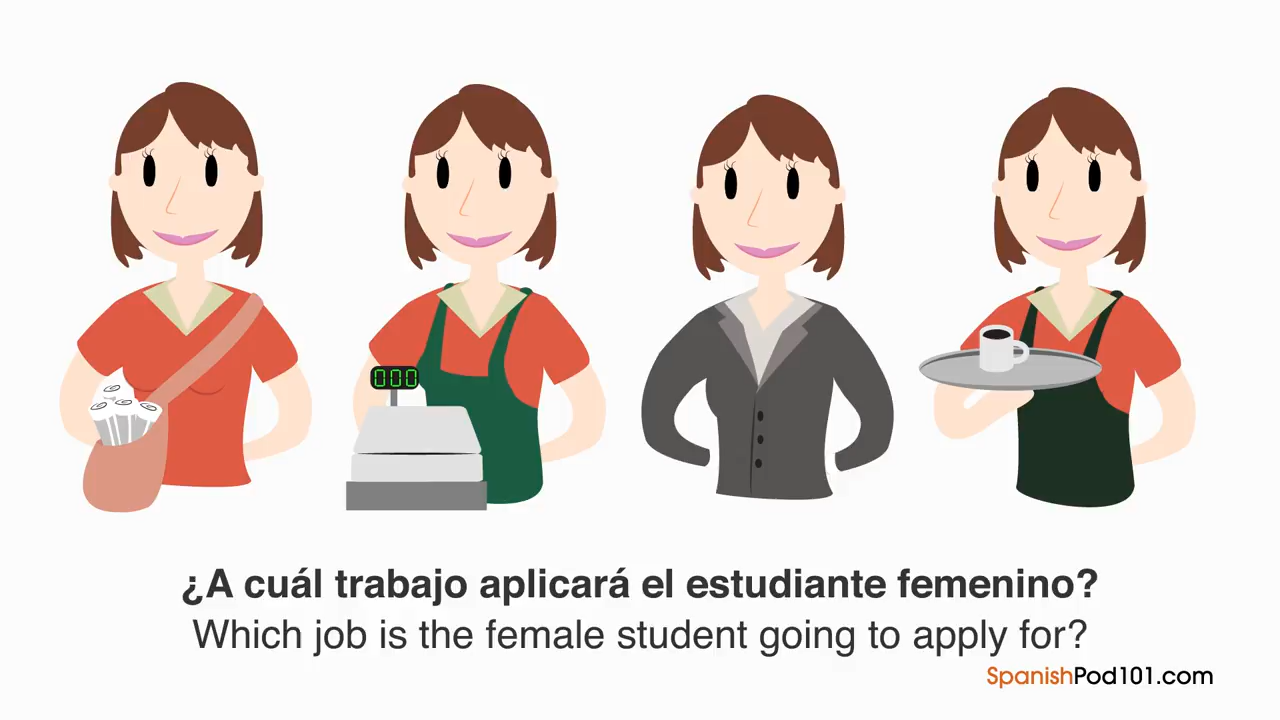 000
¿A cuál trabajo aplicará el estudiante femenino?
Which job is the female student going to apply for?
SpanishPod101.com